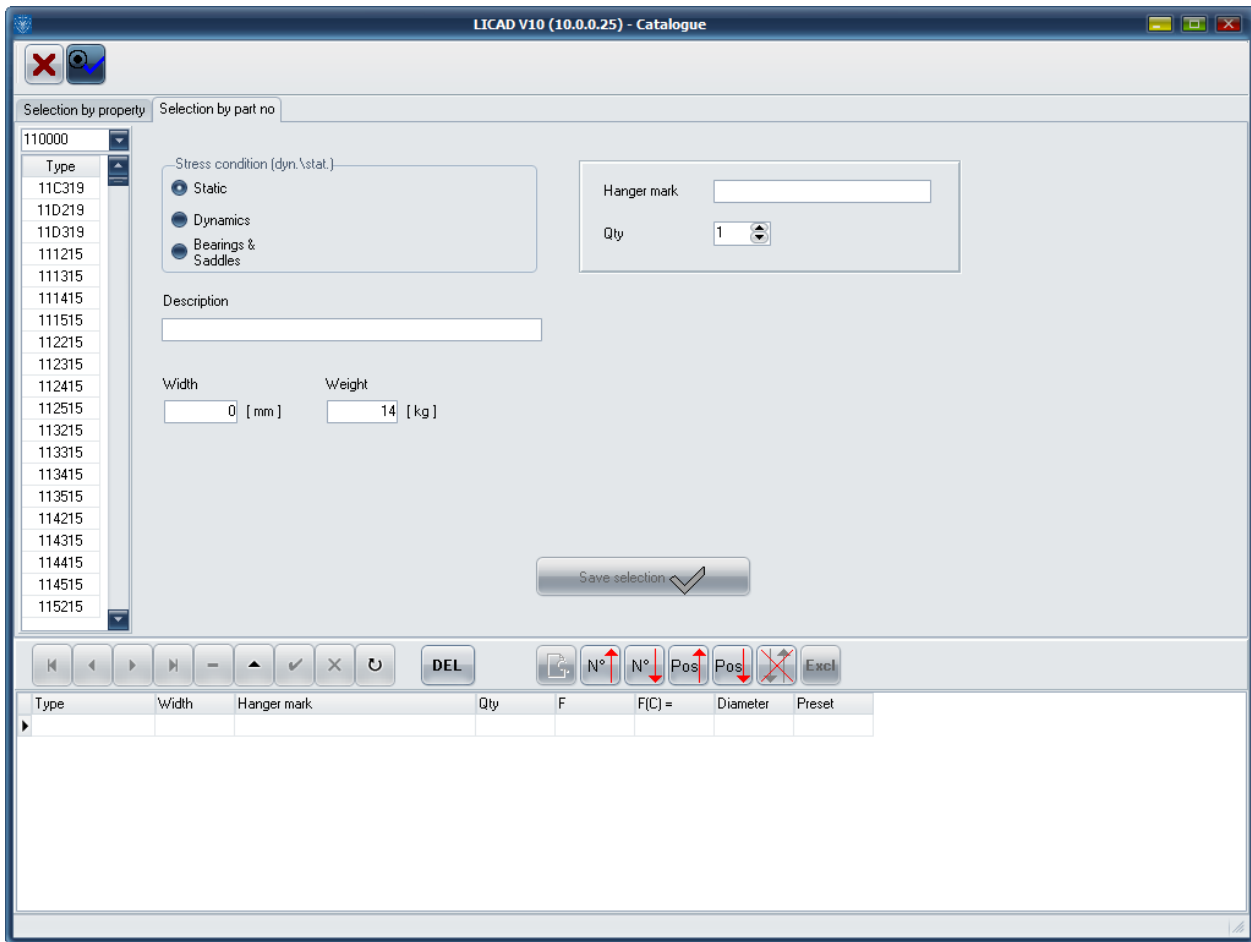 LICAD V10 (10.0.0.25) - Catalogue
Selection by property Selection by part no
110000
Type
11C319
11D219
11D319
111215
111315
111415
111515
112215
112315
112415
112515
113215
113315
113415
113515
114215
114315
114415
114515
115215
Stress condition (dyn.\stat.)
Static
Dynamics
Bearings &
Saddles
Hanger mark
Qty 1
Description
Width Weight
0 [ mm ] 14 [ kg ]
Save selection
DEL N° N° Pos Pos Excl
Type Width Hanger mark Qty F F(C) = Diameter Preset